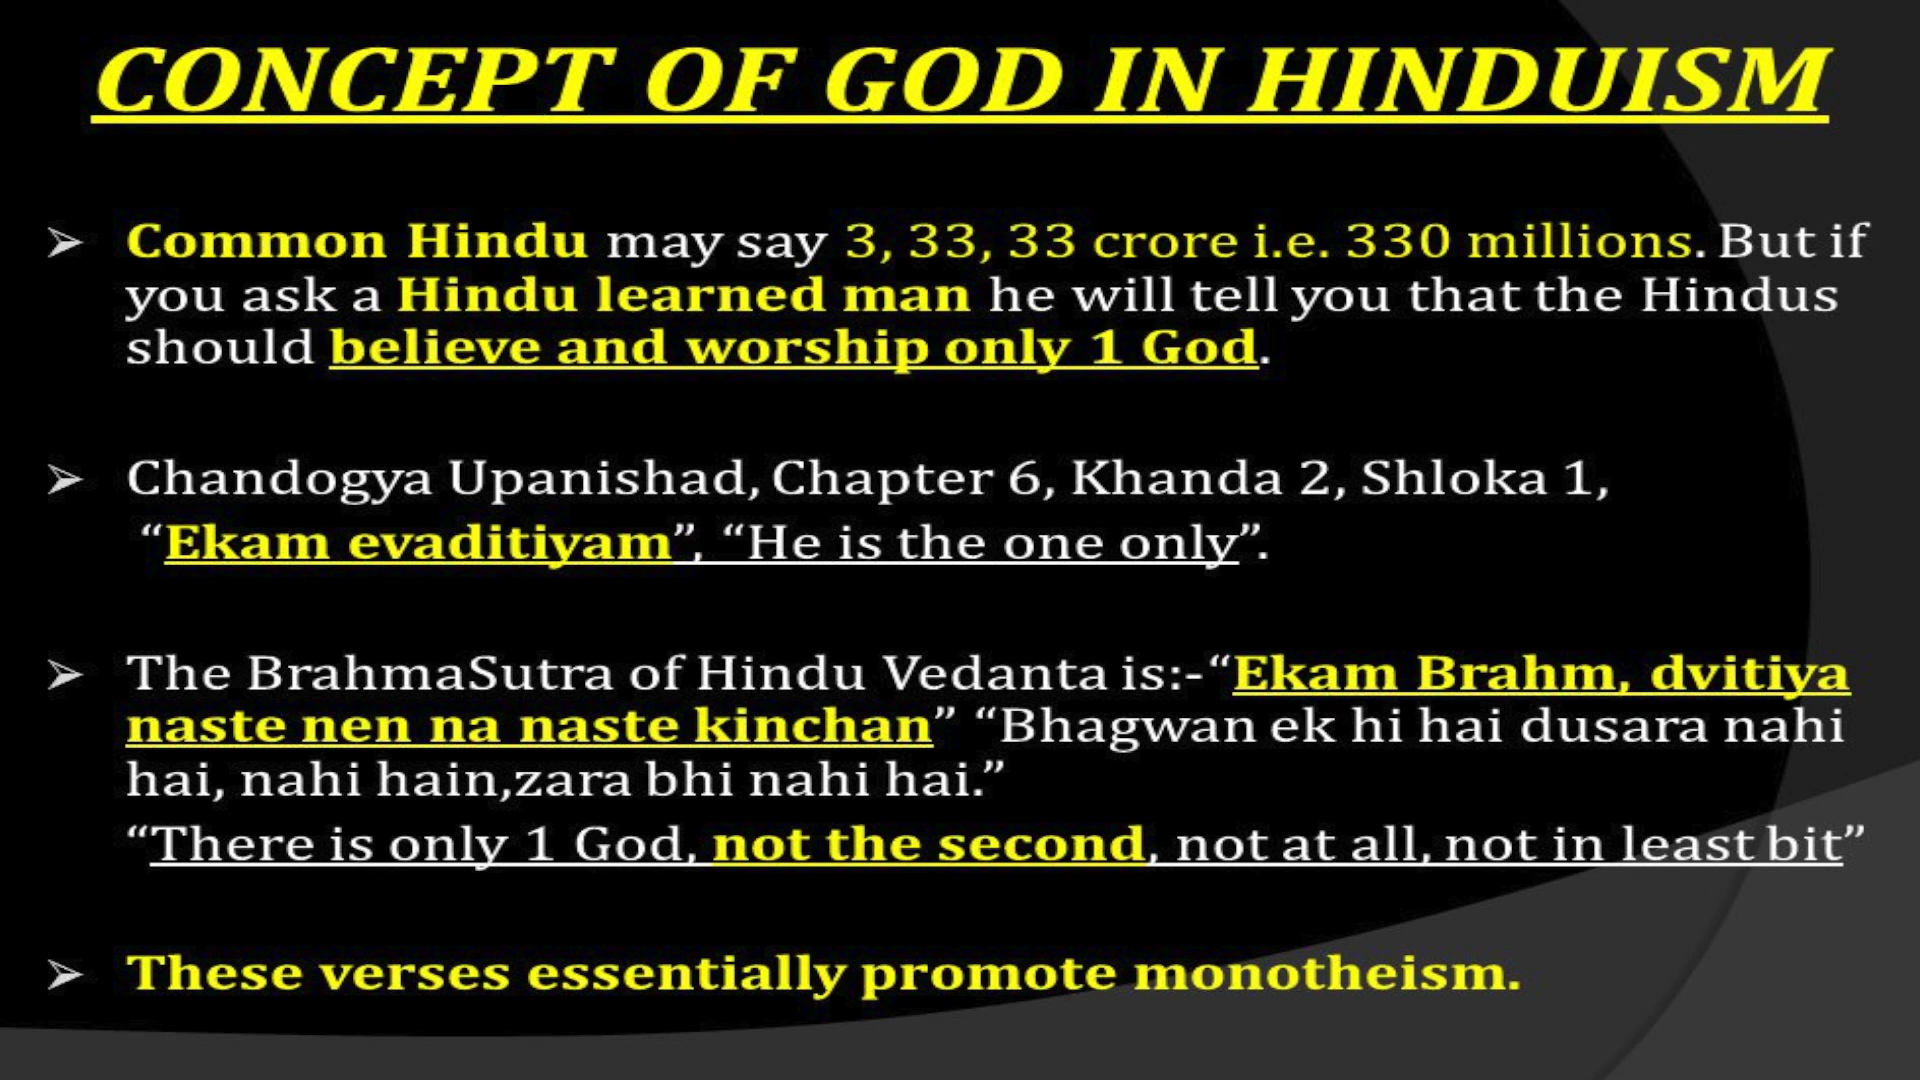 CONCEPT OF GOD IN HINDUISM
➢ Common Hindu may say 3, 33, 33 crore i.e. 330 millions. But if
you ask a Hindu learned man he will tell you that the Hindus
should believe and worship only 1 God.
➢ Chandogya Upanishad, Chapter 6, Khanda 2, Shloka 1,
“Ekam evaditiyam”, “He is the one only”.
➢ The BrahmaSutra of Hindu Vedanta is:-“Ekam Brahm, dvitiya
naste nen na naste kinchan” “Bhagwan ek hi hai dusara nahi
hai, nahi hain,zara bhi nahi hai.”
“There is only 1 God, not the second, not at all, not in least bit”
➢ These verses essentially promote monotheism.